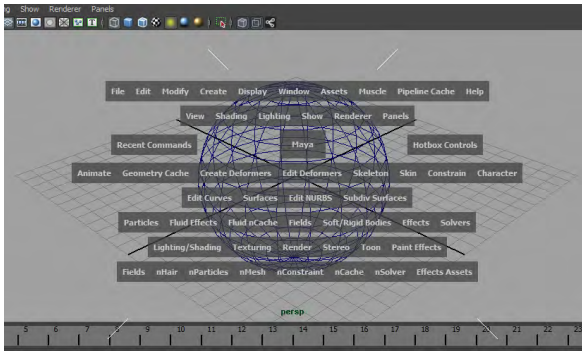 Show Renderer Panels
File Edit Modify Create Display Window Assets Muscle Pipeline Cache Help
View Shading Lighting Show Renderer Panels
Recent Commands Maya Hotbox Controls
Animate Geometry Cache Create Deformers Edit Deformers Skeleton Skin Constrain Character
Edit Curves Surfaces Edit NURBS Subdiv Surfaces
Particles Fluid Effects Fluid nCache Fields Soft/Rigid Bodies Effects Solvers
Lighting/Shading Texturing Render Stereo Toon Paint Effects
Fields nHair nParticles nMesh nConstraint nCache nSolver Effects Assets
persp
5 6 7 8 9 10 11 12 13 14 15 16 17 18 19 20 21 22 23